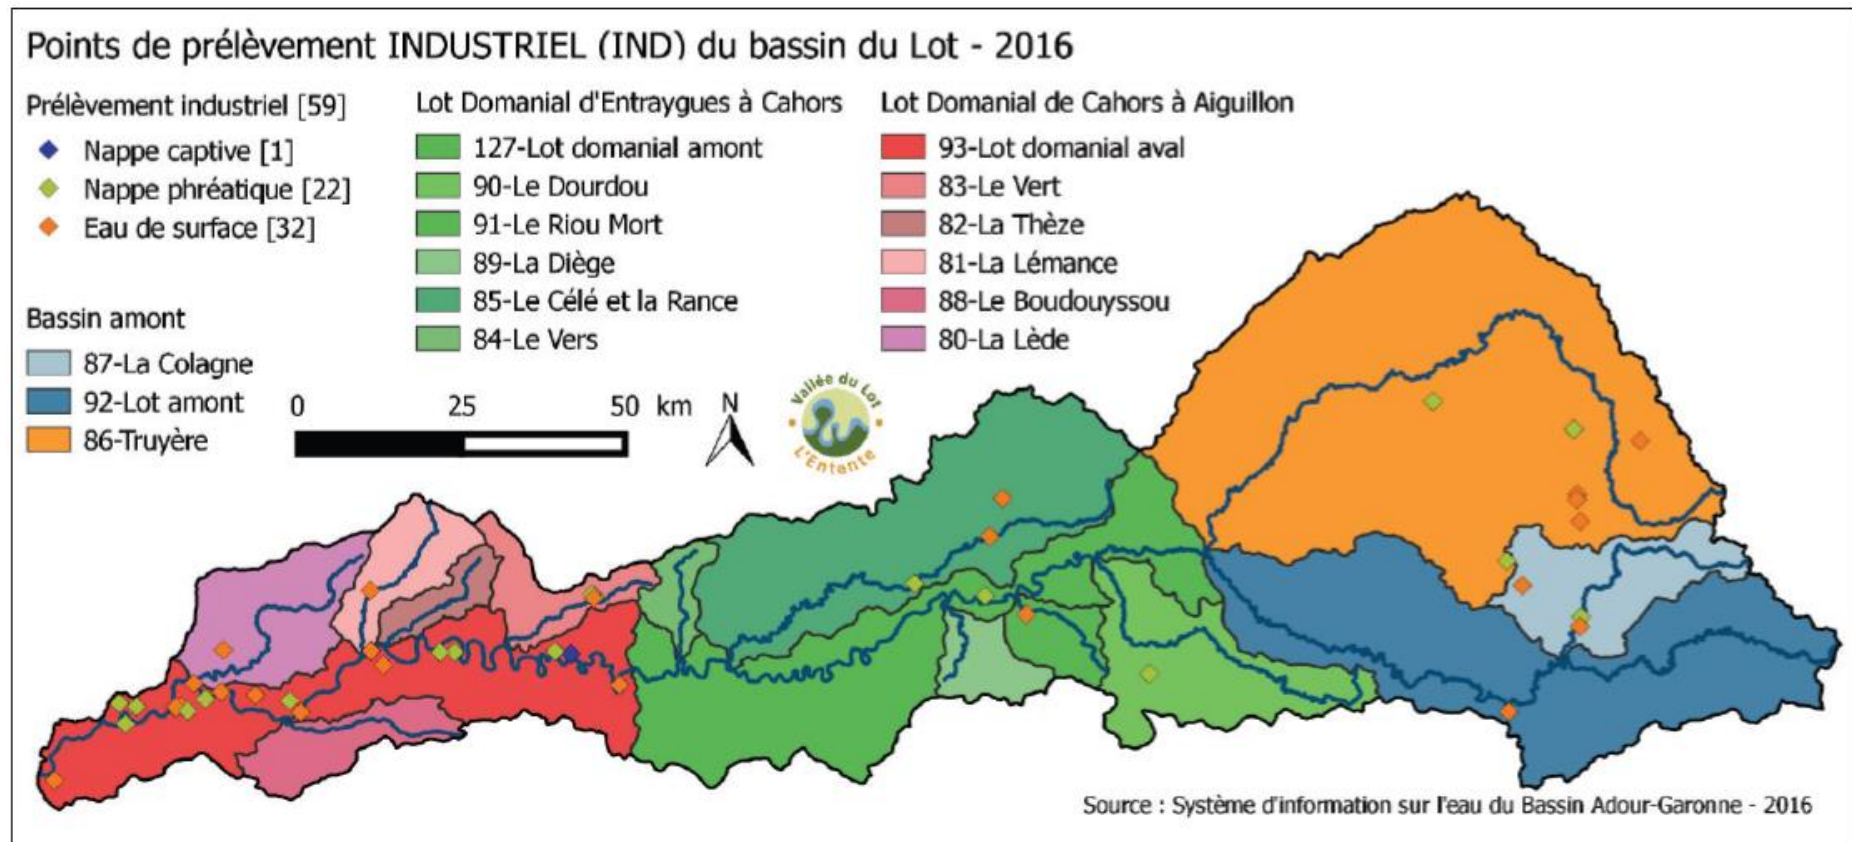 Points de prélèvement INDUSTRIEL (IND) du bassin du Lot - 2016
Prélèvement industriel [59]
Nappe captive [1]
Nappe phréatique [22]
Eau de surface [32]
Bassin amont
87-La Colagne
92-Lot amont
86-Truyère
Lot Domanial d'Entraygues à Cahors
127-Lot domanial amont
90-Le Dourdou
91-Le Riou Mort
89-La Diège
85-Le Célé et la Rance
84-Le Vers
Lot Domanial de Cahors à Aiguillon
93-Lot domanial aval
83-Le Vert
82-La Thèze
81-La Lémance
88-Le Boudouyssou
80-La Lède
0 25 50 km
N
Vallée du Lot
L'Entente
Source : Système d'information sur l'eau du Bassin Adour-Garonne - 2016